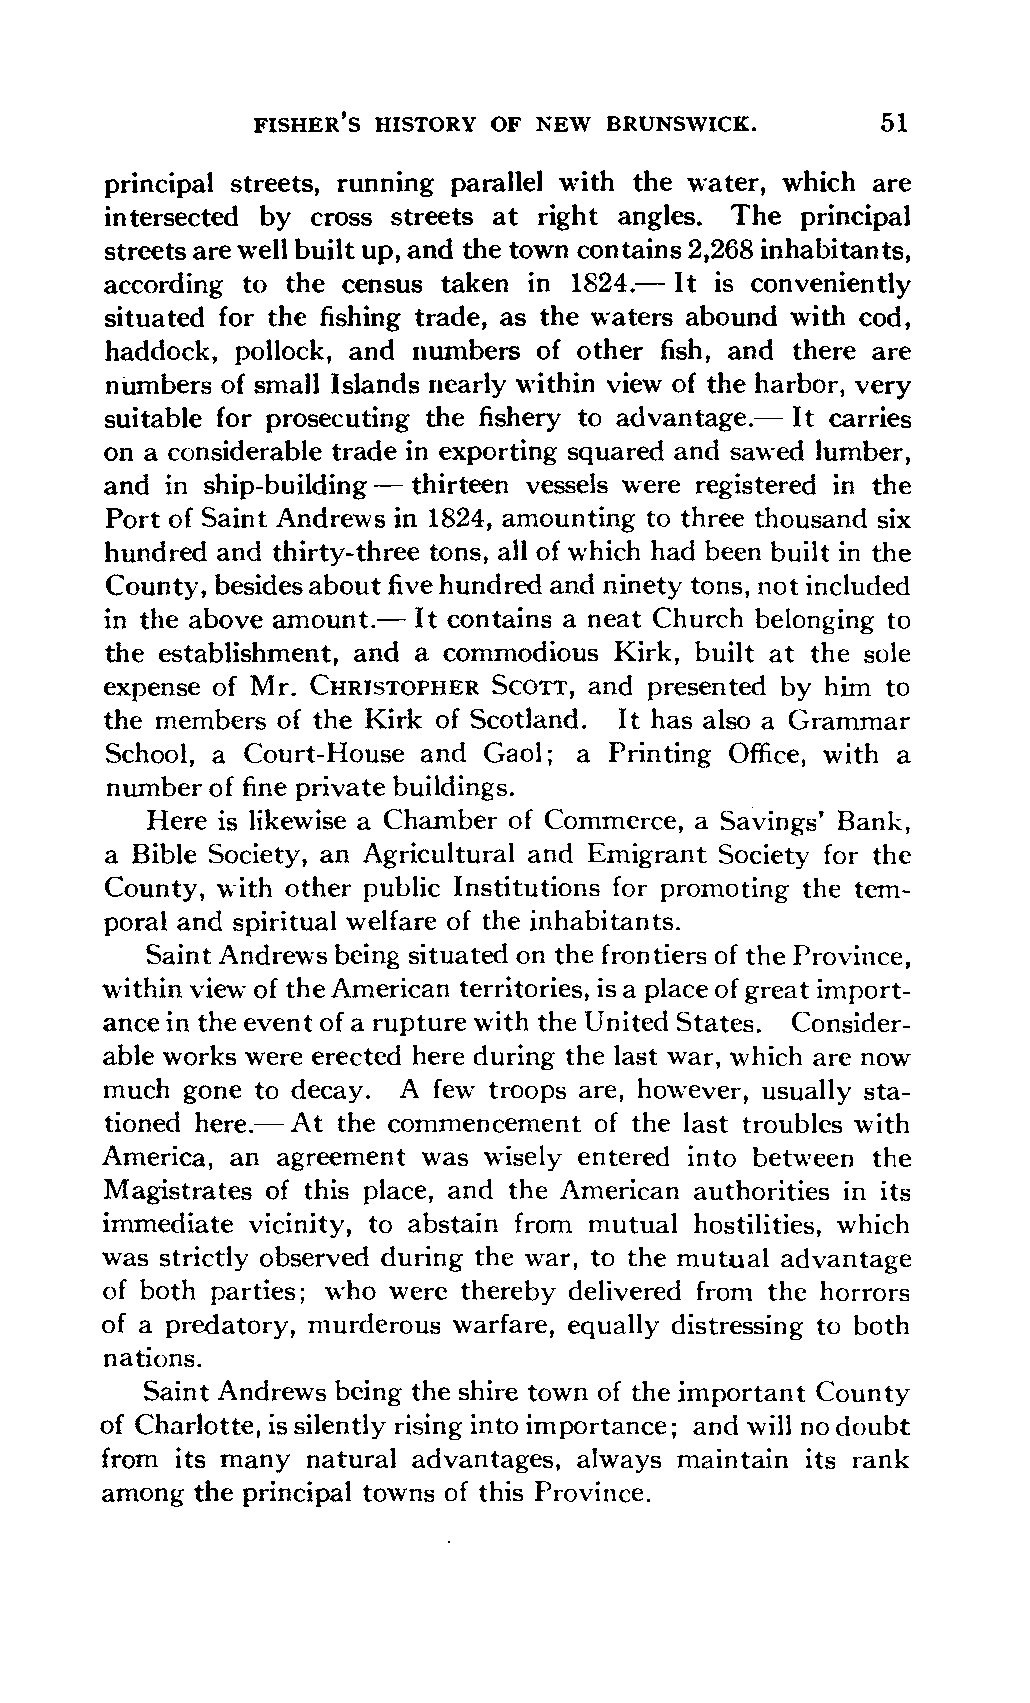 FISHER'S HISTORY OF NEW BRUNSWICK. 51
principal streets, running parallel with the water, which are
intersected by cross streets at right angles. The principal
streets are well built up, and the town contains 2,268 inhabitants,
according to the census taken in 1824.— It is conveniently
situated for the fishing trade, as the waters abound with cod,
haddock, pollock, and numbers of other fish, and there are
numbers of small Islands nearly within view of the harbor, very
suitable for prosecuting the fishery to advantage.— It carries
on a considerable trade in exporting squared and sawed lumber,
and in ship-building — thirteen vessels were registered in the
Port of Saint Andrews in 1824, amounting to three thousand six
hundred and thirty-three tons, all of which had been built in the
County, besides about five hundred and ninety tons, not included
in the above amount.— It contains a neat Church belonging to
the establishment, and a commodious Kirk, built at the sole
expense of Mr. CHRISTOPHER SCOTT, and presented by him to
the members of the Kirk of Scotland. It has also a Grammar
School, a Court-House and Gaol; a Printing Office, with a
number of fine private buildings.
Here is likewise a Chamber of Commerce, a Savings' Bank,
a Bible Society, an Agricultural and Emigrant Society for the
County, with other public Institutions for promoting the tem-
poral and spiritual welfare of the inhabitants.
Saint Andrews being situated on the frontiers of the Province,
within view of the American territories, is a place of great import-
ance in the event of a rupture with the United States. Consider-
able works were erected here during the last war, which are now
much gone to decay. A few troops are, however, usually sta-
tioned here.— At the commencement of the last troubles with
America, an agreement was wisely entered into between the
Magistrates of this place, and the American authorities in its
immediate vicinity, to abstain from mutual hostilities, which
was strictly observed during the war, to the mutual advantage
of both parties; who were thereby delivered from the horrors
of a predatory, murderous warfare, equally distressing to both
nations.
Saint Andrews being the shire town of the important County
of Charlotte, is silently rising into importance; and will no doubt
from its many natural advantages, always maintain its rank
among the principal towns of this Province.